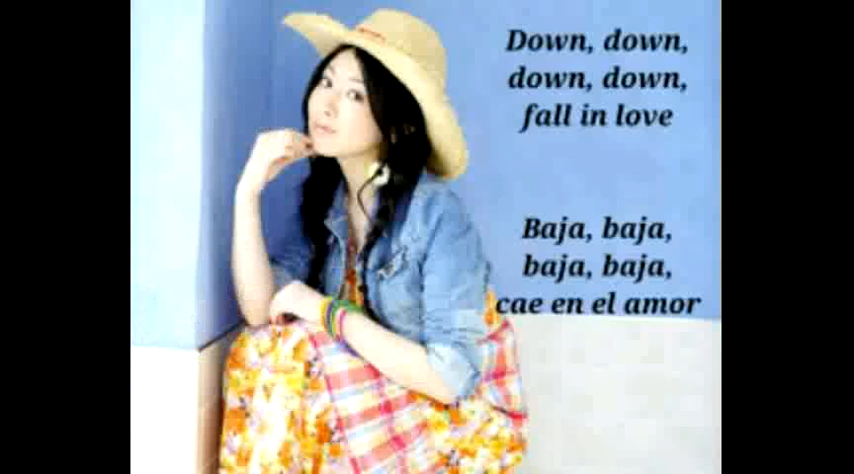 Down, down,
down, down,
fall in love
Baja, baja,
baja, baja,
cae en el amor